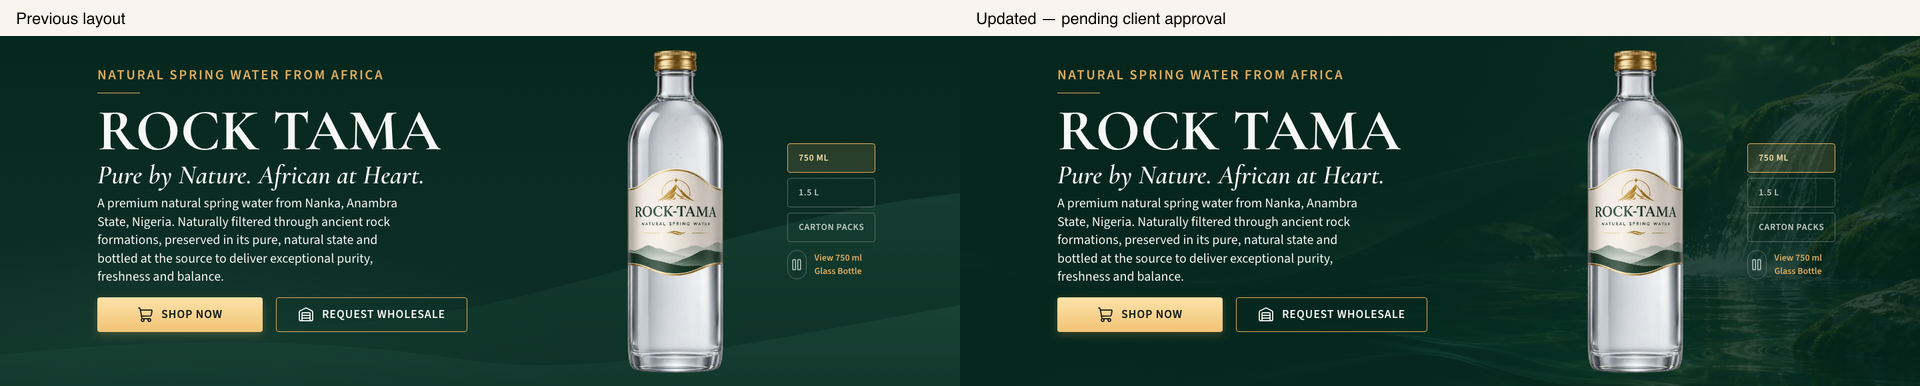 Previous layout
NATURAL SPRING WATER FROM AFRICA
ROCK TAMA
Pure by Nature. African at Heart.
A premium natural spring water from Nanka, Anambra
State, Nigeria. Naturally filtered through ancient rock
formations, preserved in its pure, natural state and
bottled at the source to deliver exceptional purity,
freshness and balance.
SHOP NOW
REQUEST WHOLESALE
ROCK-TAMA
NATURAL SPRING WATER
750 ML
1.5 L
CARTON PACKS
View 750 ml
Glass Bottle
Updated — pending client approval
NATURAL SPRING WATER FROM AFRICA
ROCK TAMA
Pure by Nature. African at Heart.
A premium natural spring water from Nanka, Anambra
State, Nigeria. Naturally filtered through ancient rock
formations, preserved in its pure, natural state and
bottled at the source to deliver exceptional purity,
freshness and balance.
SHOP NOW
REQUEST WHOLESALE
ROCK-TAMA
NATURAL SPRING WATER
750 ML
1.5 L
CARTON PACKS
View 750 ml
Glass Bottle